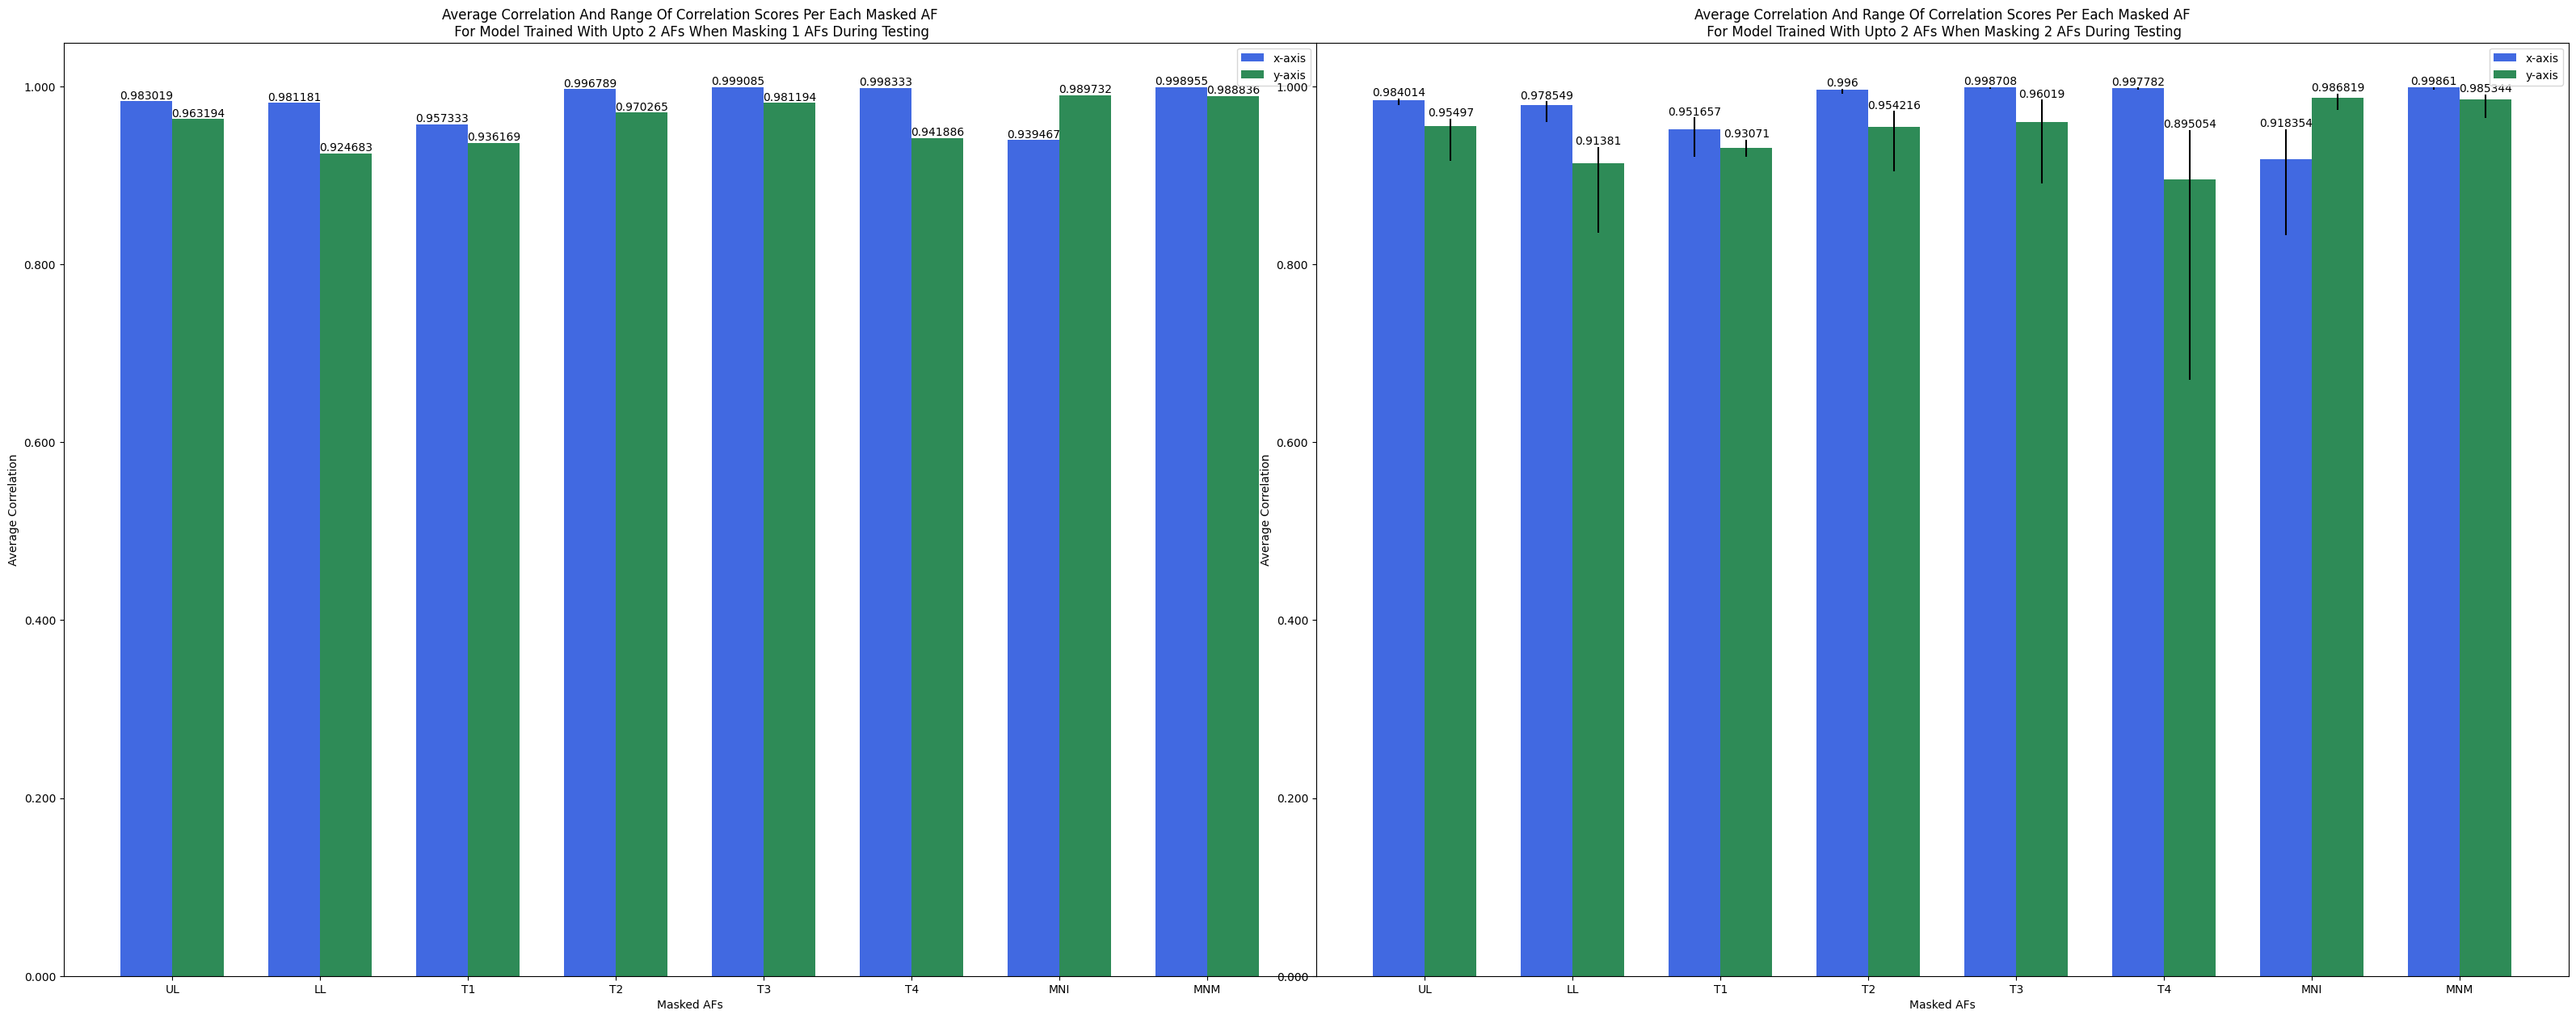 Average Correlation And Range Of Correlation Scores Per Each Masked AF
For Model Trained With Upto 2 AFs When Masking 1 AFs During Testing
x-axis
y-axis
1.000
0.800
0.600
0.400
0.200
0.000
Average Correlation
0.983019
0.963194
0.981181
0.924683
0.957333
0.936169
0.996789
0.970265
0.999085
0.981194
0.998333
0.941886
0.939467
0.989732
0.998955
0.988836
UL
LL
T1
T2
T3
T4
MNI
MNM
Masked AFs
Average Correlation And Range Of Correlation Scores Per Each Masked AF
For Model Trained With Upto 2 AFs When Masking 2 AFs During Testing
x-axis
y-axis
1.000
0.800
0.600
0.400
0.200
0.000
Average Correlation
0.984014
0.95497
0.978549
0.91381
0.951657
0.93071
0.996
0.954216
0.998708
0.96019
0.997782
0.895054
0.918354
0.986819
0.99861
0.985344
UL
LL
T1
T2
T3
T4
MNI
MNM
Masked AFs